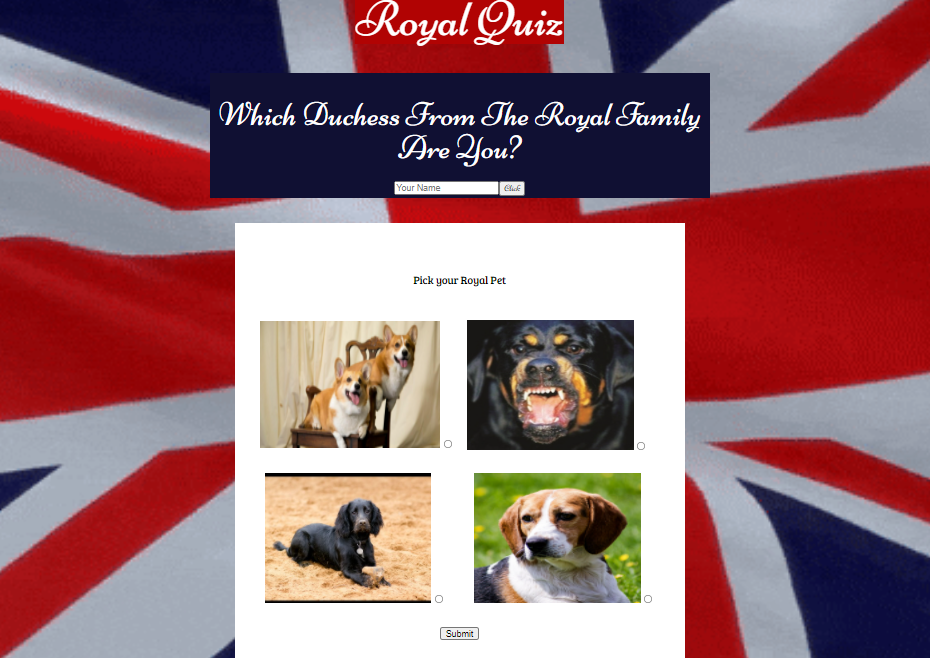 Royal Quiz
Which Duchess From The Royal Family
Are You?
Your Name
Click
Pick your Royal Pet
Submit